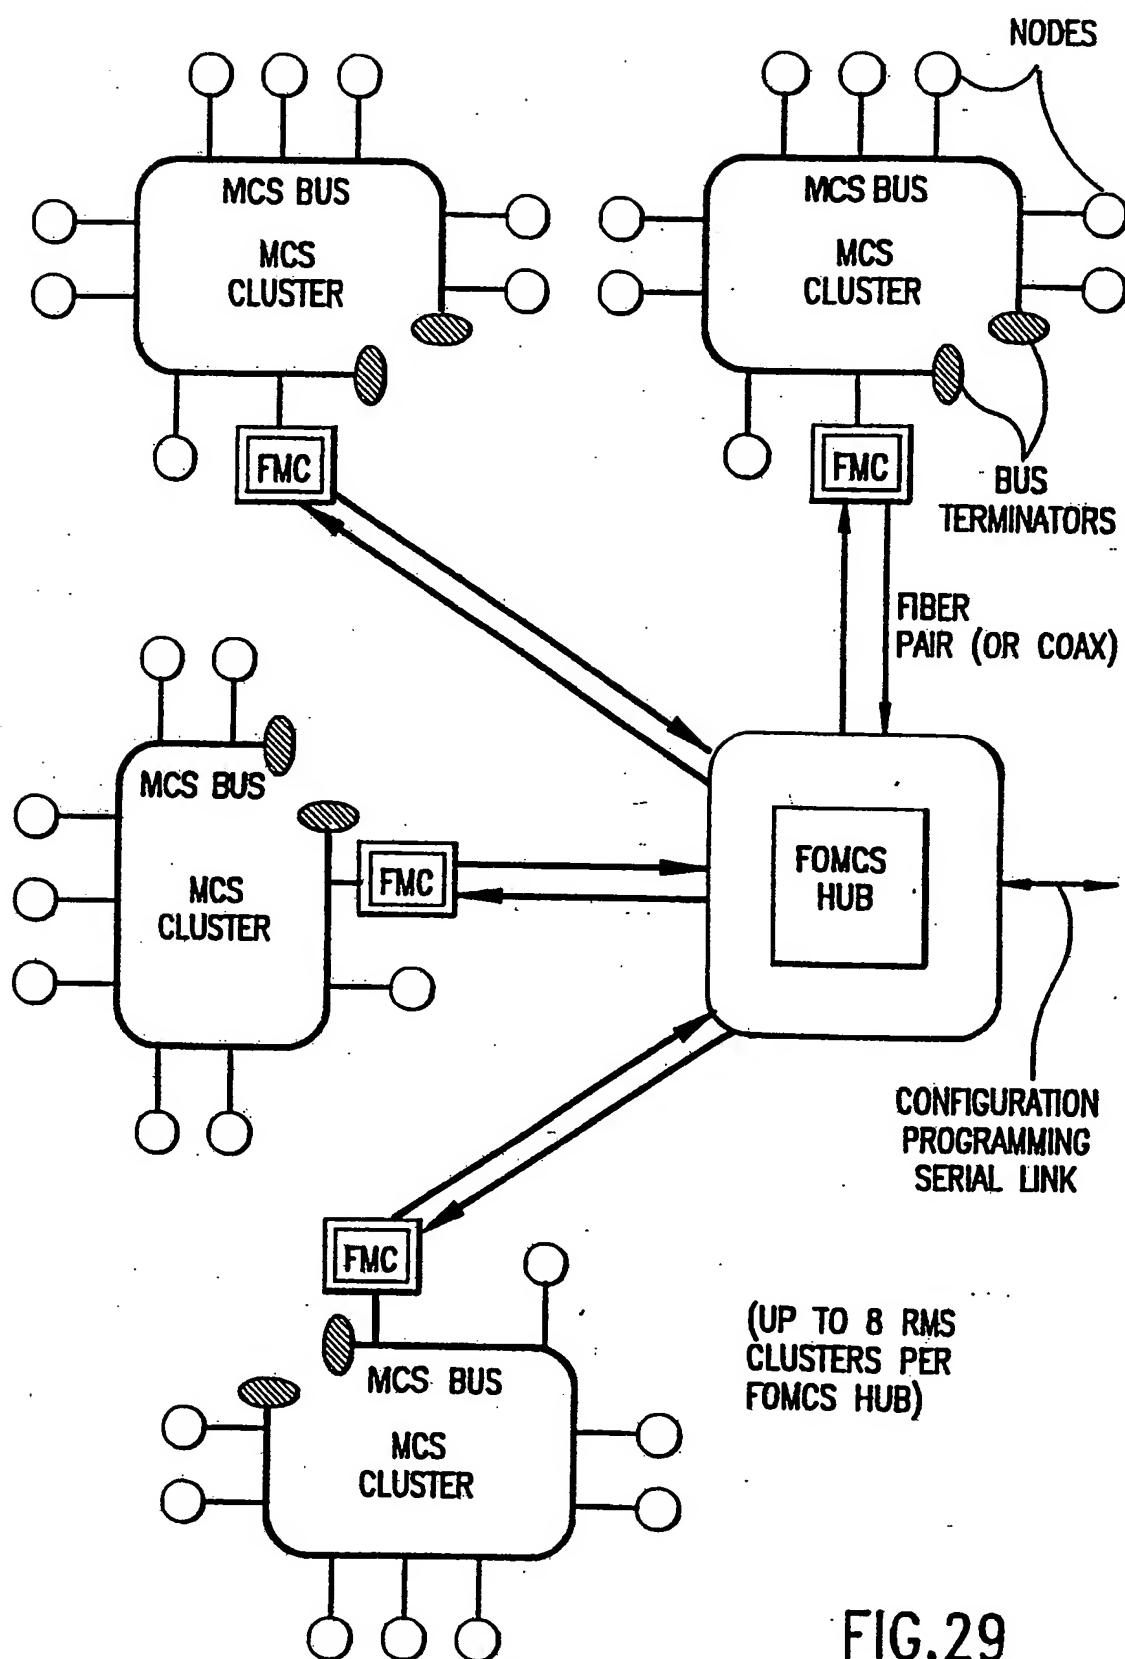 NODES
MCS BUS
MCS
CLUSTER
FMC
MCS BUS
MCS
CLUSTER
FMC
BUS
TERMINATORS
FIBER
PAIR (OR COAX)
MCS BUS
MCS
CLUSTER
FMC
FOMCS
HUB
CONFIGURATION
PROGRAMMING
SERIAL LINK
FMC
MCS BUS
MCS
CLUSTER
(UP TO 8 RMS
CLUSTERS PER
FOMCS HUB)
FIG.29